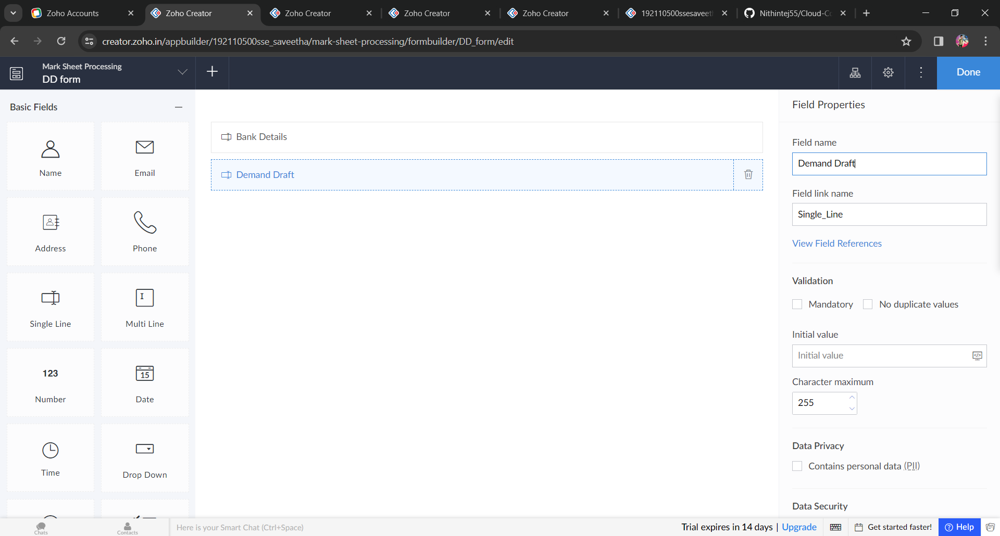 Zoho Accounts
Zoho Creator
Zoho Creator
Zoho Creator
Zoho Creator
192110500ssesaveet
Nithintej55/Cloud-Co
creator.zoho.in/appbuilder/192110500sse_saveetha/mark-sheet-processing/formbuilder/DD_form/edit
Mark Sheet Processing
DD form
Done
Basic Fields
Name
Email
Address
Phone
Single Line
Multi Line
123
Number
15
Date
Time
Drop Down
Bank Details
Demand Draft
Field Properties
Field name
Demand Draft
Field link name
Single_Line
View Field References
Validation
Mandatory
No duplicate values
Initial value
Initial value
Character maximum
255
Data Privacy
Contains personal data (PII)
Data Security
Chats
Contacts
Here is your Smart Chat (Ctrl+Space)
Trial expires in 14 days | Upgrade
Get started faster!
Help